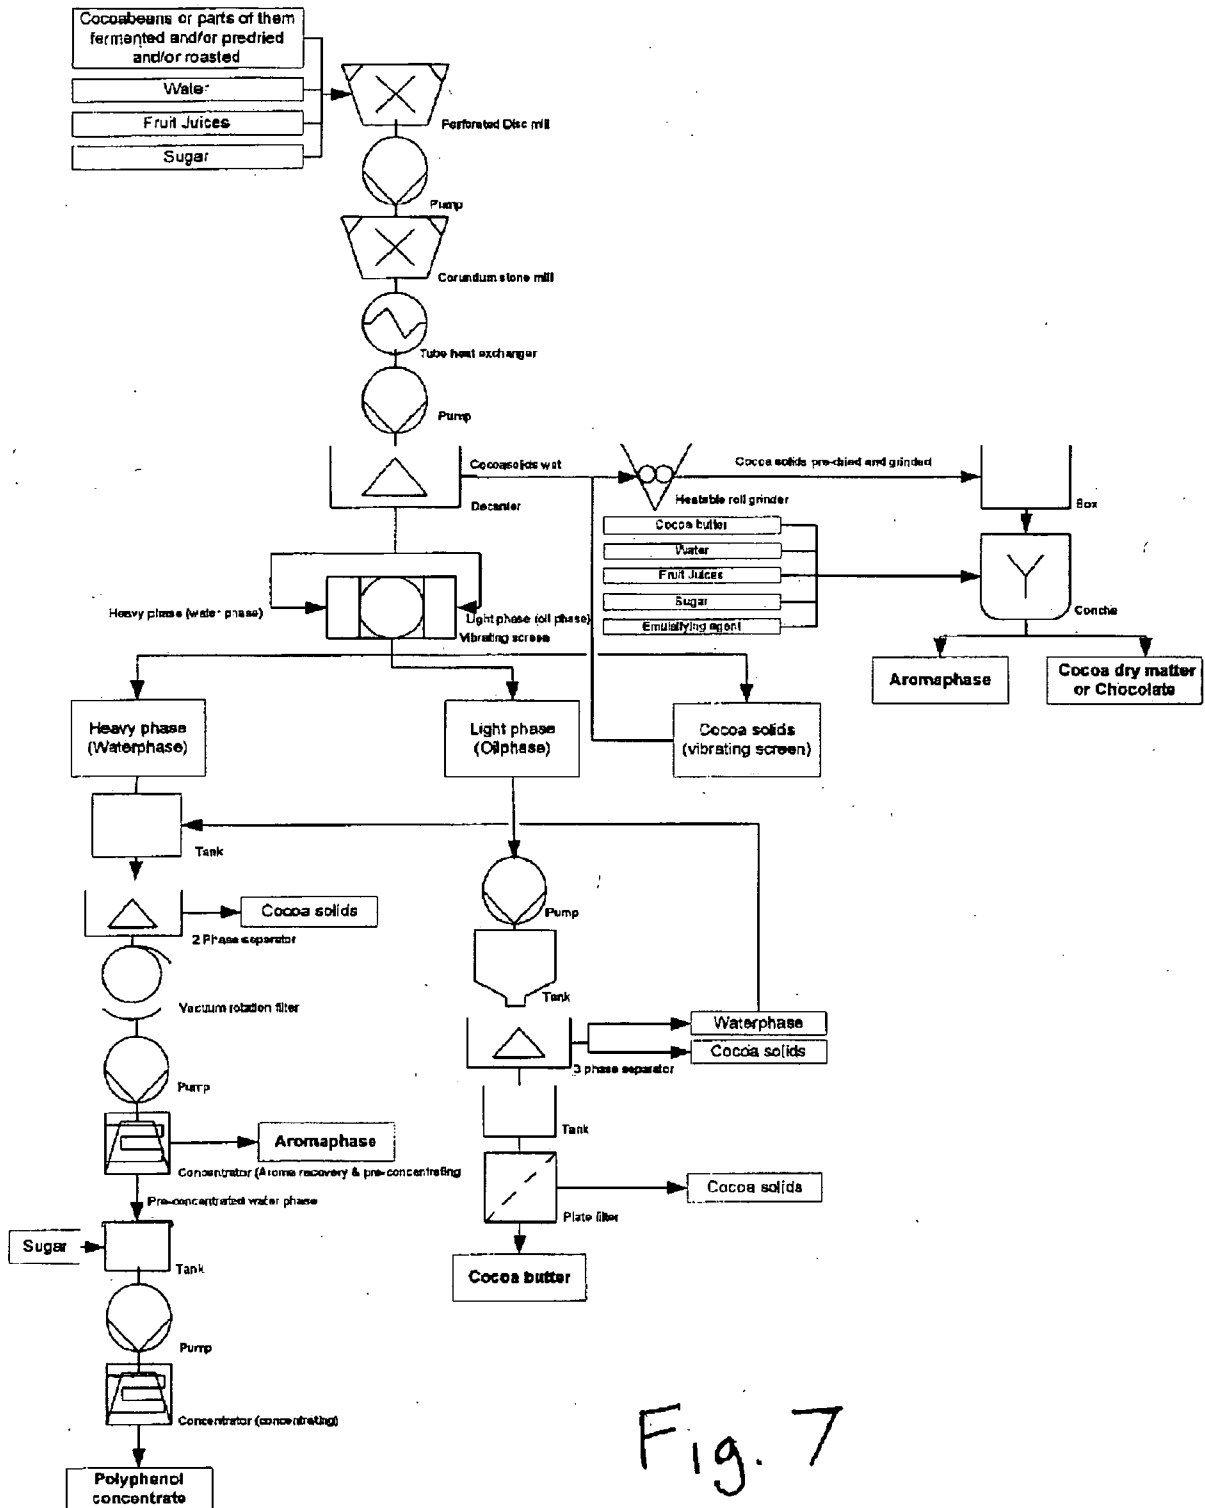 Cocoabeans or parts of them
fermented and/or predried
and/or roasted
Water
Fruit Juices
Sugar
Perforated Disc mill
Pump
Corundum stone mill
Tube heat exchanger
Pump
Decanter
Cocoasolids wet
Heatable roll grinder
Cocoa solids pre-dried and grinded
Box
Cocoa butter
Water
Fruit Juices
Sugar
Emulsifying agent
Conche
Aromaphase
Cocoa dry matter
or Chocolate
Heavy phase (water phase)
Light phase (oil phase)
Vibrating screen
Heavy phase
(Waterphase)
Light phase
(Oilphase)
Cocoa solids
(vibrating screen)
Tank
Cocoa solids
2 Phase separator
Vacuum rotation filter
Pump
Aromaphase
Concentrator (Aroma recovery & pre-concentrating
Pre-concentrated water phase
Sugar
Tank
Pump
Concentrator (concentrating)
Polyphenol
concentrate
Pump
Tank
Waterphase
Cocoa solids
3 phase separator
Tank
Cocoa solids
Plate filter
Cocoa butter
Fig. 7